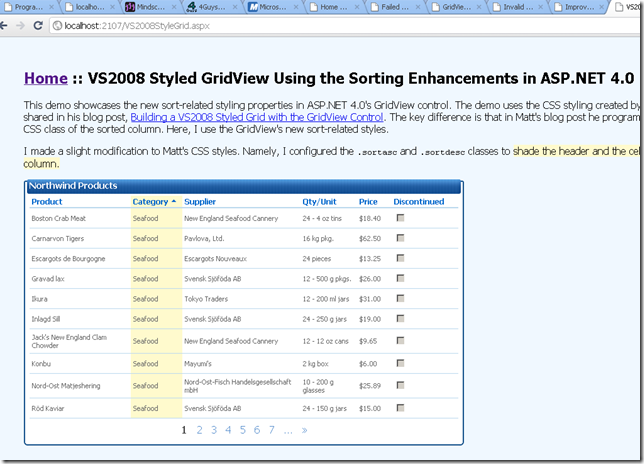 Progra...
localho...
Mindsc...
4Guys...
Micros...
Home ...
Failed ...
GridVie...
Invalid ...
Improv...
VS20
localhost:2107/VS2008StyleGrid.aspx
Home :: VS2008 Styled GridView Using the Sorting Enhancements in ASP.NET 4.0
This demo showcases the new sort-related styling properties in ASP.NET 4.0's GridView control. The demo uses the CSS styling created by
shared in his blog post, Building a VS2008 Styled Grid with the GridView Control. The key difference is that in Matt's blog post he program
CSS class of the sorted column. Here, I use the GridView's new sort-related styles.
I made a slight modification to Matt's CSS styles. Namely, I configured the .sortasc and .sortdesc classes to shade the header and the cel
column.
Northwind Products
Product Category Supplier Qty/Unit Price Discontinued
Boston Crab Meat Seafood New England Seafood Cannery 24 - 4 oz tins $18.40
Carnarvon Tigers Seafood Pavlova, Ltd. 16 kg pkg. $62.50
Escargots de Bourgogne Seafood Escargots Nouveaux 24 pieces $13.25
Gravad lax Seafood Svensk Sjöföda AB 12 - 500 g pkgs. $26.00
Ikura Seafood Tokyo Traders 12 - 200 ml jars $31.00
Inlagd Sill Seafood Svensk Sjöföda AB 24 - 250 g jars $19.00
Jack's New England Clam
Chowder Seafood New England Seafood Cannery 12 - 12 oz cans $9.65
Konbu Seafood Mayumi's 2 kg box $6.00
Nord-Ost Matjeshering Seafood Nord-Ost-Fisch Handelsgesellschaft
mbH 10 - 200 g
glasses $25.89
Röd Kaviar Seafood Svensk Sjöföda AB 24 - 150 g jars $15.00
1 2 3 4 5 6 7 ... »